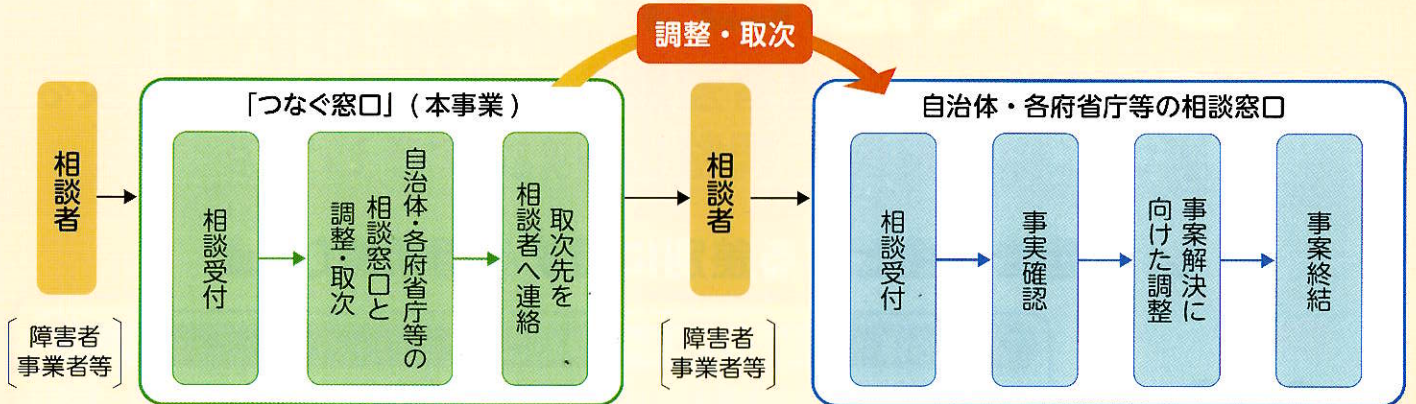 調整・取次
相談者
障害者
事業者等
「つなぐ窓口」（本事業）
相談受付
自治体・各府省庁等の
相談窓口と
調整・取次
取次先を
相談者へ連絡
相談者
障害者
事業者等
自治体・各府省庁等の相談窓口
相談受付
事実確認
事案解決に
向けた調整
事案終結